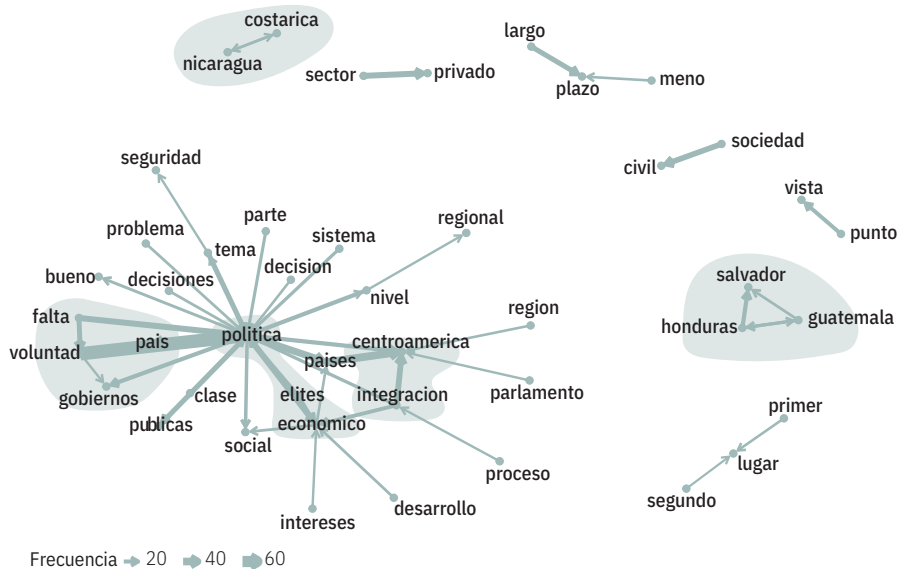 costarica
nicaragua
largo
sector
privado
plazo
meno
sociedad
civil
vista
punto
seguridad
problema
parte
tema
sistema
regional
bueno
decisiones
decision
nivel
salvador
honduras
guatemala
falta
voluntad
pais
politica
centroamerica
region
paises
gobiernos
clase
elites
integracion
parlamento
publicas
social
economico
primer
lugar
segundo
proceso
desarrollo
intereses
Frecuencia 20 40 60